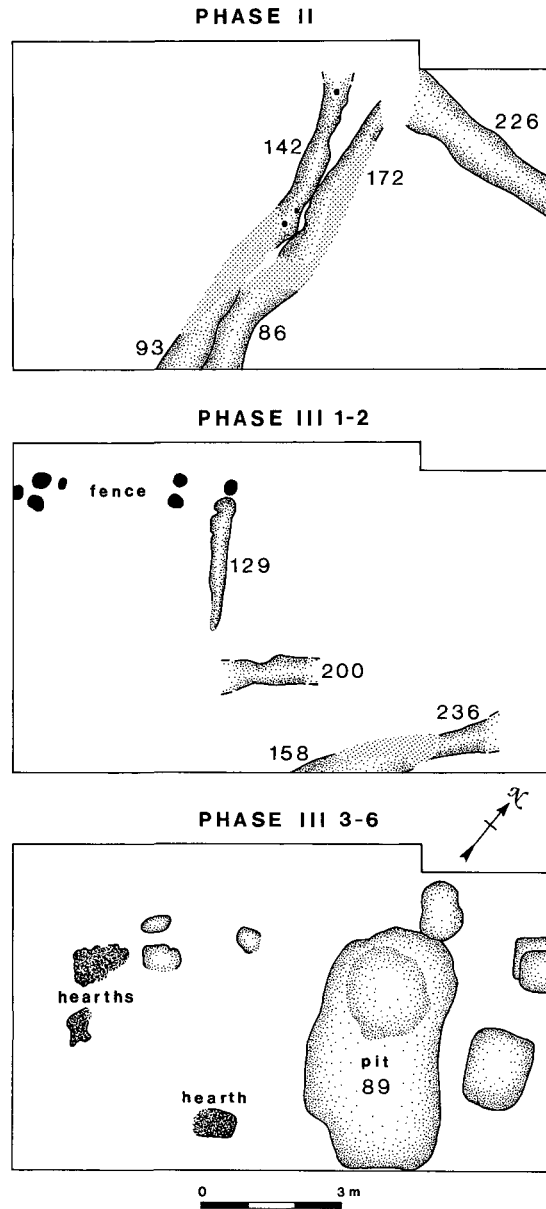 PHASE II
142
226
172
93
86
PHASE III 1-2
fence
129
200
236
158
PHASE III 3-6
N
hearths
pit
89
hearth
0 3m